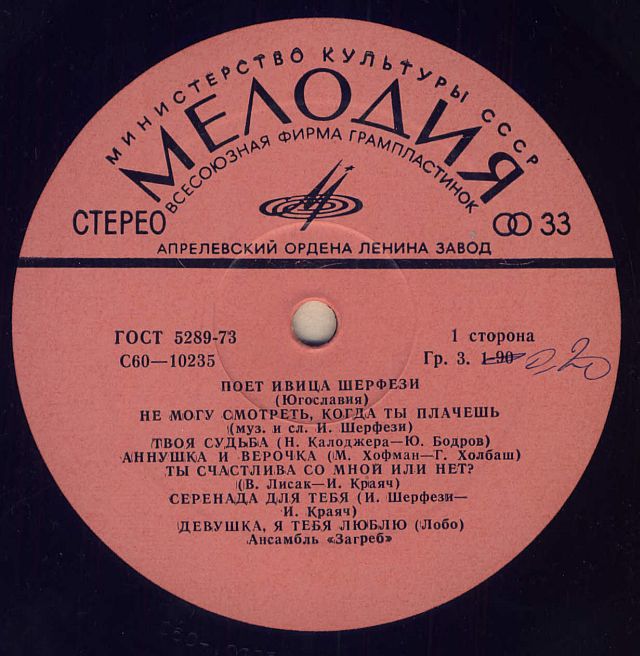 МИНИСТЕРСТВО КУЛЬТУРЫ СССР
МЕЛОДИЯ
ВСЕСОЮЗНАЯ ФИРМА ГРАМПЛАСТИНОК
СТЕРЕО
33
АПРЕЛЕВСКИЙ ОРДЕНА ЛЕНИНА ЗАВОД
ГОСТ 5289-73
1 сторона
С60—10235
Гр. 3. 1-90 2,20
ПОЕТ ИВИЦА ШЕРФЕЗИ
(Югославия)
НЕ МОГУ СМОТРЕТЬ, КОГДА ТЫ ПЛАЧЕШЬ
(муз. и сл. И. Шерфези)
ТВОЯ СУДЬБА (Н. Калоджера—Ю. Бодров)
АННУШКА И ВЕРОЧКА (М. Хофман—Г. Холбаш)
ТЫ СЧАСТЛИВА СО МНОЙ ИЛИ НЕТ?
(В. Лисак—И. Краяч)
СЕРЕНАДА ДЛЯ ТЕБЯ (И. Шерфези—
И. Краяч)
ДЕВУШКА, Я ТЕБЯ ЛЮБЛЮ (Лобо)
Ансамбль «Загреб»